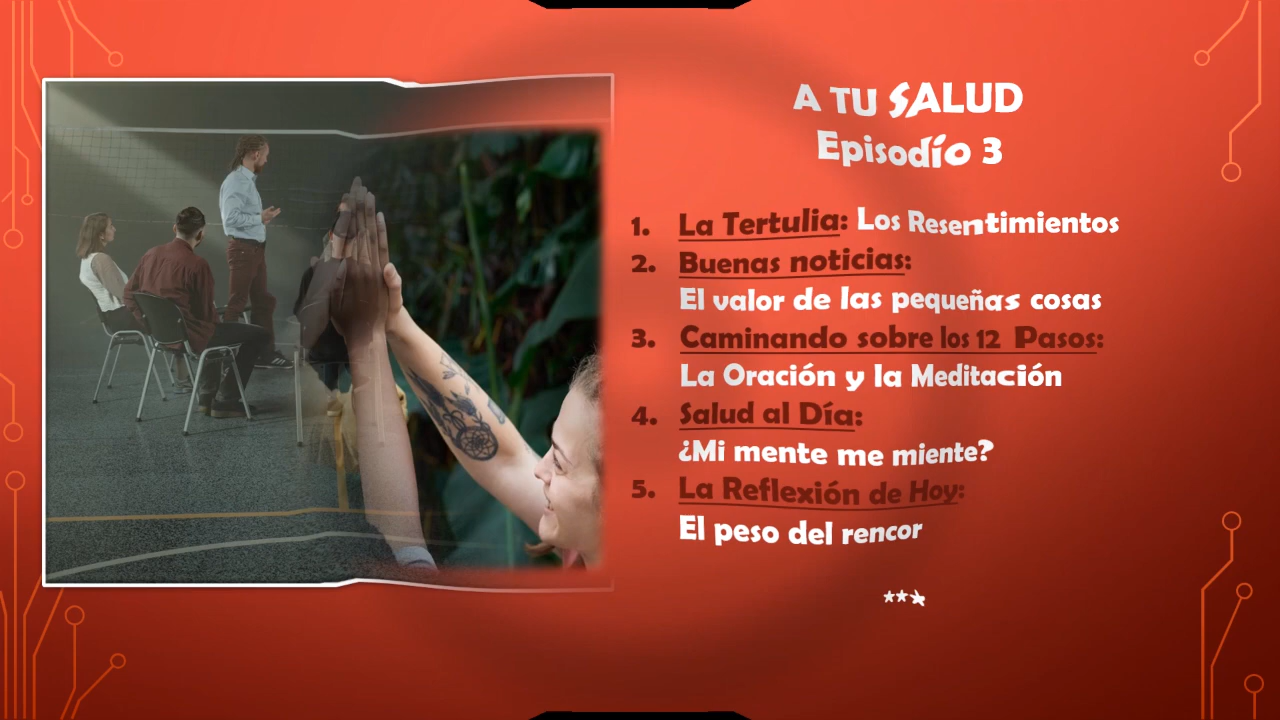 A TU SALUD
Episodío 3
1. La Tertulia: Los Resentimientos
2. Buenas noticias:
El valor de las pequeñas cosas
3. Caminando sobre los 12 Pasos:
La Oración y la Meditación
4. Salud al Día:
¿Mi mente me miente?
5. La Reflexión de Hoy:
El peso del rencor
***